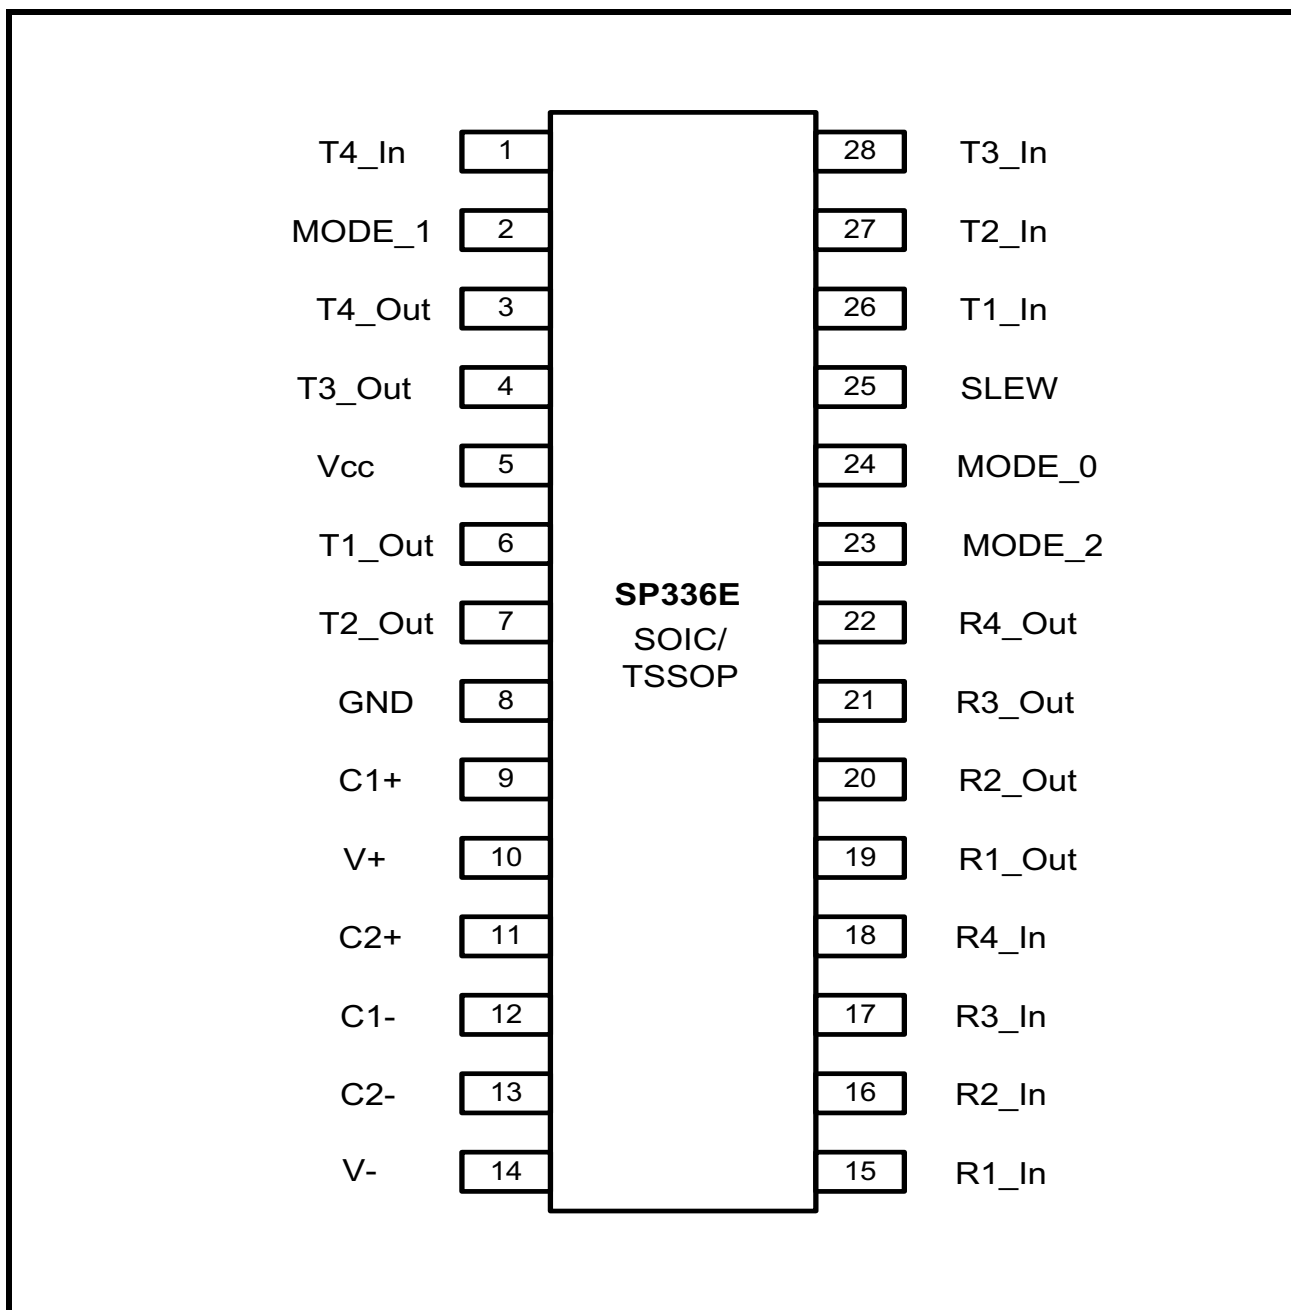 T4_In 1 28 T3_In
MODE_1 2 27 T2_In
T4_Out 3 26 T1_In
T3_Out 4 25 SLEW
Vcc 5 24 MODE_0
T1_Out 6 23 MODE_2
SP336E
T2_Out 7 22 R4_Out
SOIC/
TSSOP
GND 8 21 R3_Out
C1+ 9 20 R2_Out
V+ 10 19 R1_Out
C2+ 11 18 R4_In
C1- 12 17 R3_In
C2- 13 16 R2_In
V- 14 15 R1_In